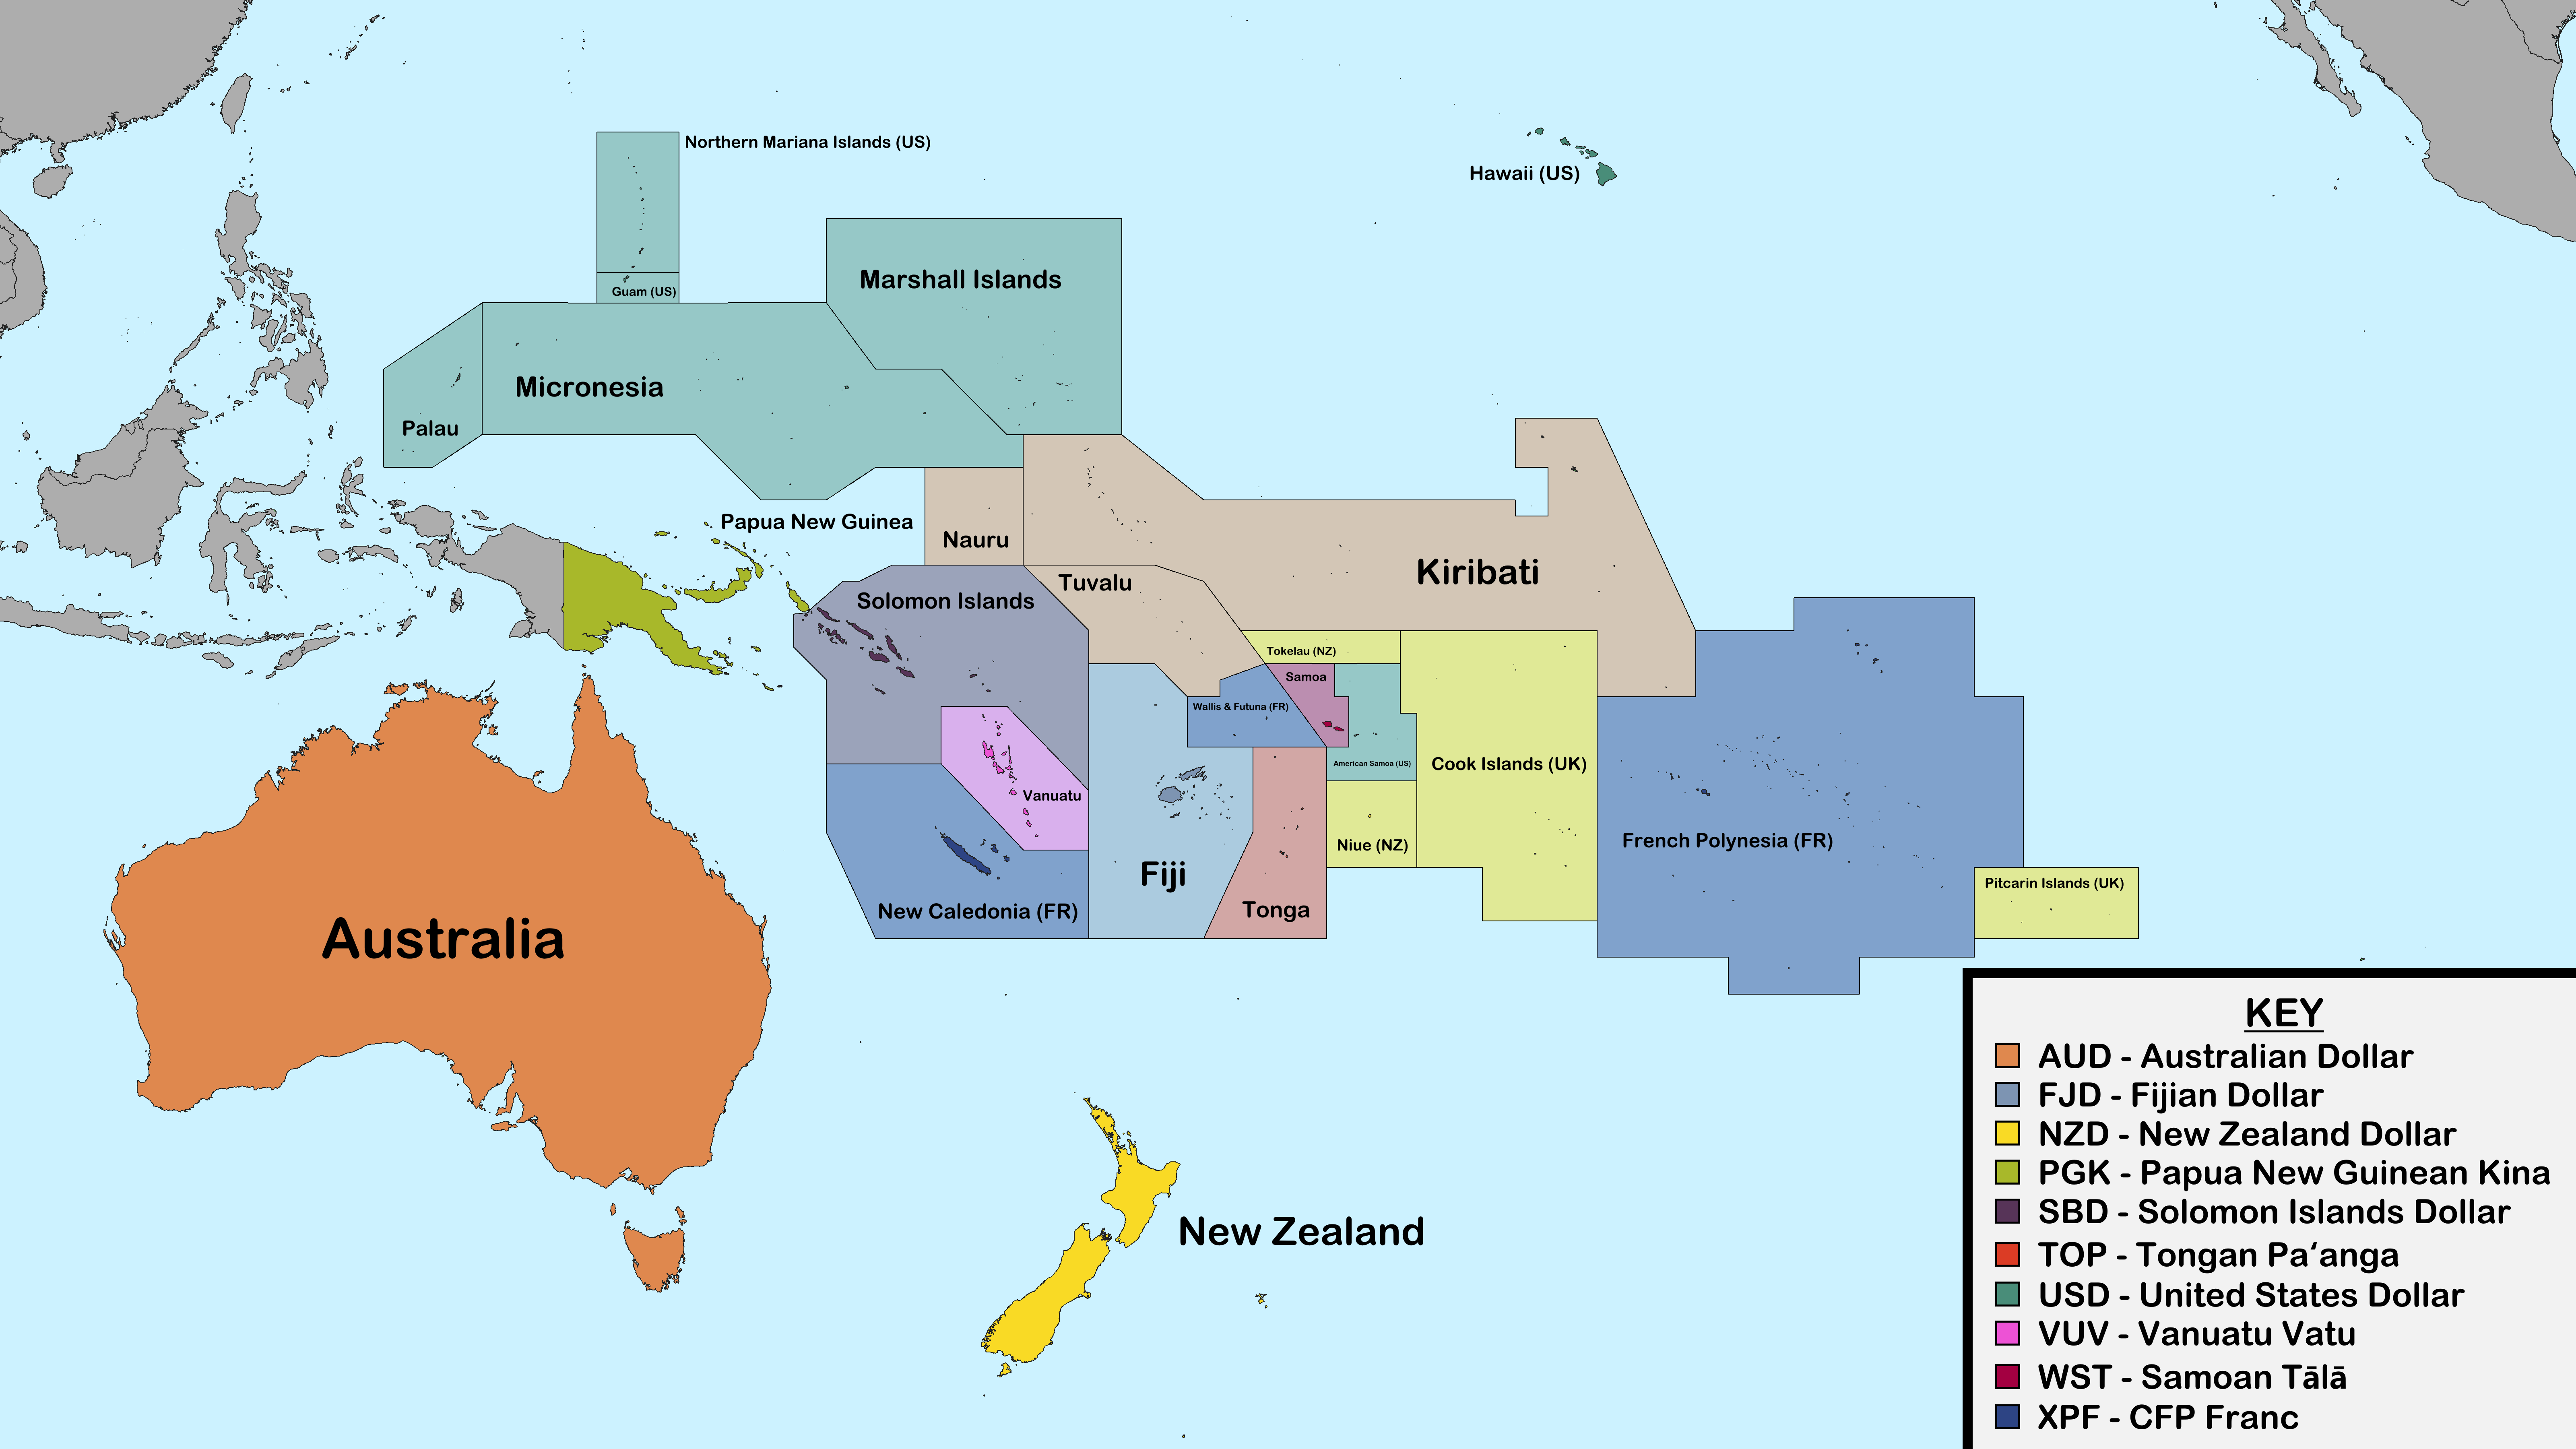 Northern Mariana Islands (US)
Hawaii (US)
Guam (US)
Marshall Islands
Micronesia
Palau
Papua New Guinea
Nauru
Kiribati
Tuvalu
Solomon Islands
Tokelau (NZ)
Samoa
Wallis & Futuna (FR)
American Samoa (US)
Cook Islands (UK)
Vanuatu
Niue (NZ)
French Polynesia (FR)
Fiji
Pitcarin Islands (UK)
New Caledonia (FR)
Tonga
Australia
New Zealand
KEY
AUD - Australian Dollar
FJD - Fijian Dollar
NZD - New Zealand Dollar
PGK - Papua New Guinean Kina
SBD - Solomon Islands Dollar
TOP - Tongan Pa‘anga
USD - United States Dollar
VUV - Vanuatu Vatu
WST - Samoan Tālā
XPF - CFP Franc